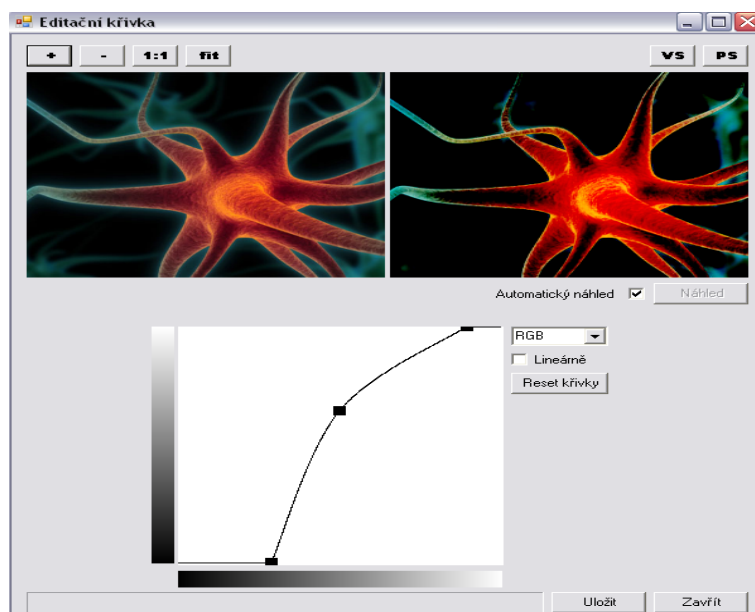 Editační křivka
+ - 1:1 fit VS PS
Automatický náhled Náhled
RGB
Lineárně
Reset křivky
Uložit Zavřít